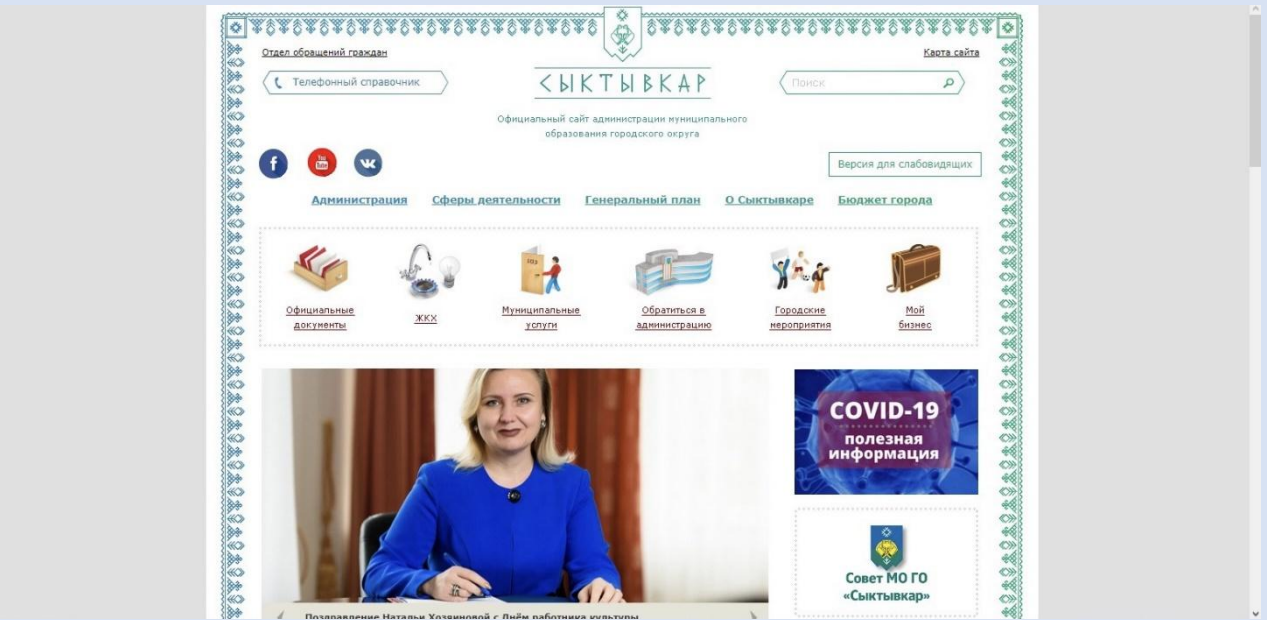 Отдел обращений граждан
Карта сайта
Телефонный справочник
СЫКТЫВКАР
Поиск
Официальный сайт администрации муниципального
образования городского округа
f
You
Tube
Версия для слабовидящих
Администрация
Сферы деятельности
Генеральный план
О Сыктывкаре
Бюджет города
Официальные
документы
ЖКХ
Муниципальные
услуги
Обратиться в
администрацию
Городские
мероприятия
Мой
бизнес
COVID-19
полезная
информация
Совет МО ГО
«Сыктывкар»
Поздравление Натальи Хозяиновой с Днём работника культуры